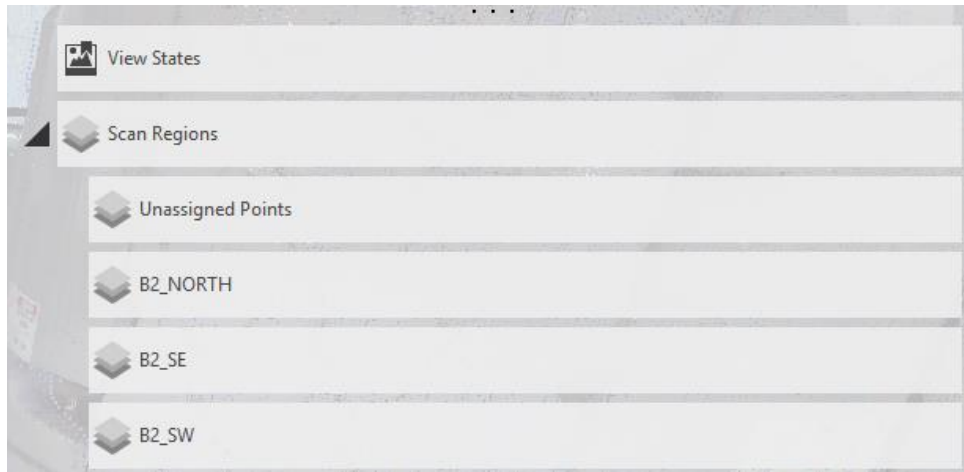 View States
Scan Regions
Unassigned Points
B2_NORTH
B2_SE
B2_SW